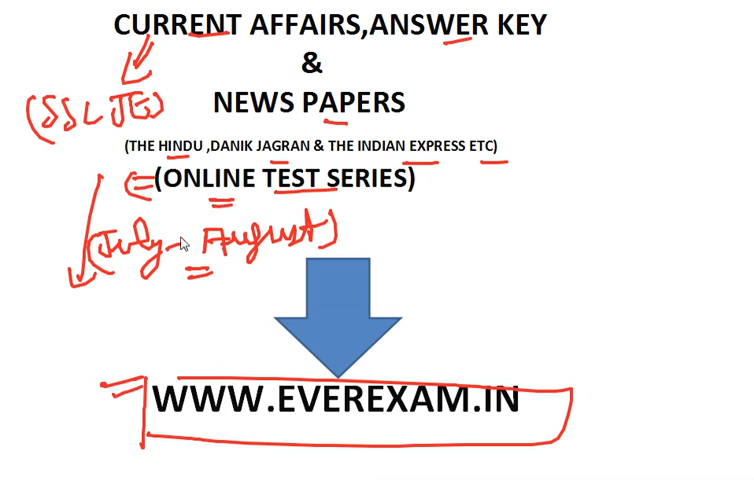 CURRENT AFFAIRS,ANSWER KEY
&
(SSC JE)
NEWS PAPERS
(THE HINDU ,DANIK JAGRAN & THE INDIAN EXPRESS ETC)
(ONLINE TEST SERIES)
(July - August)
WWW.EVEREXAM.IN